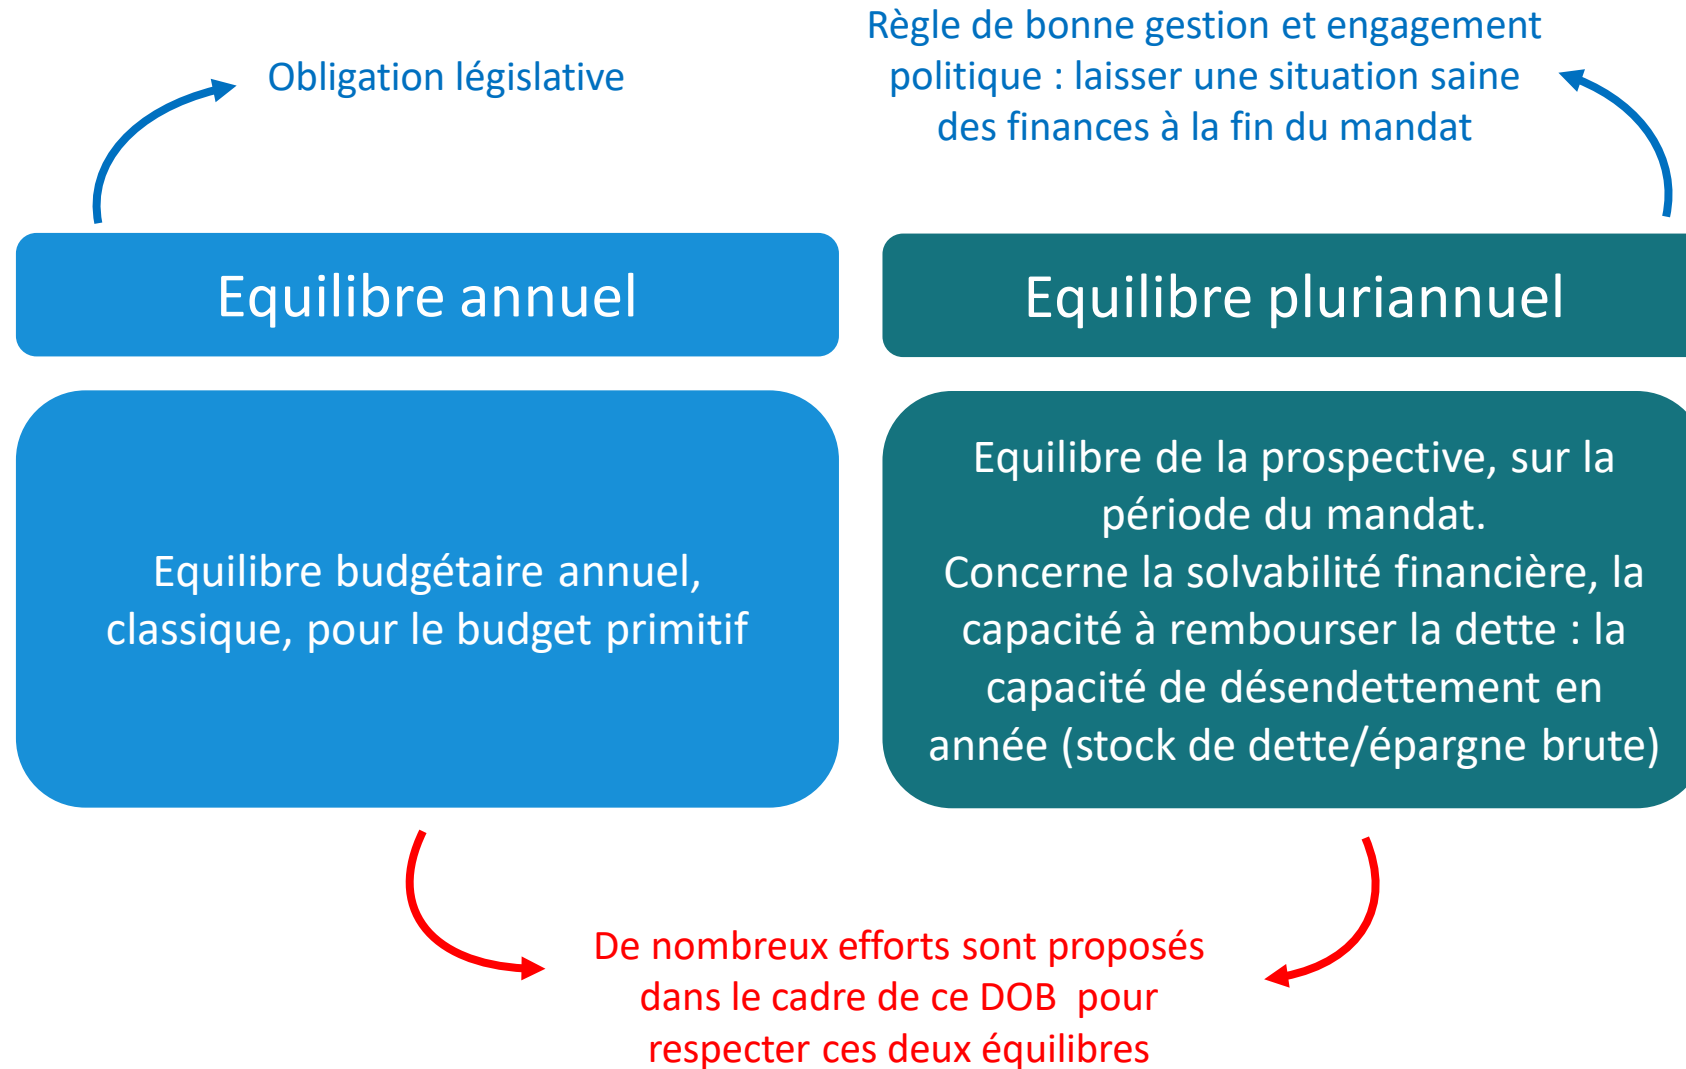 Obligation législative
Règle de bonne gestion et engagement
politique : laisser une situation saine
des finances à la fin du mandat
Equilibre annuel
Equilibre pluriannuel
Equilibre budgétaire annuel,
classique, pour le budget primitif
Equilibre de la prospective, sur la
période du mandat.
Concerne la solvabilité financière, la
capacité à rembourser la dette : la
capacité de désendettement en
année (stock de dette/épargne brute)
De nombreux efforts sont proposés
dans le cadre de ce DOB  pour
respecter ces deux équilibres